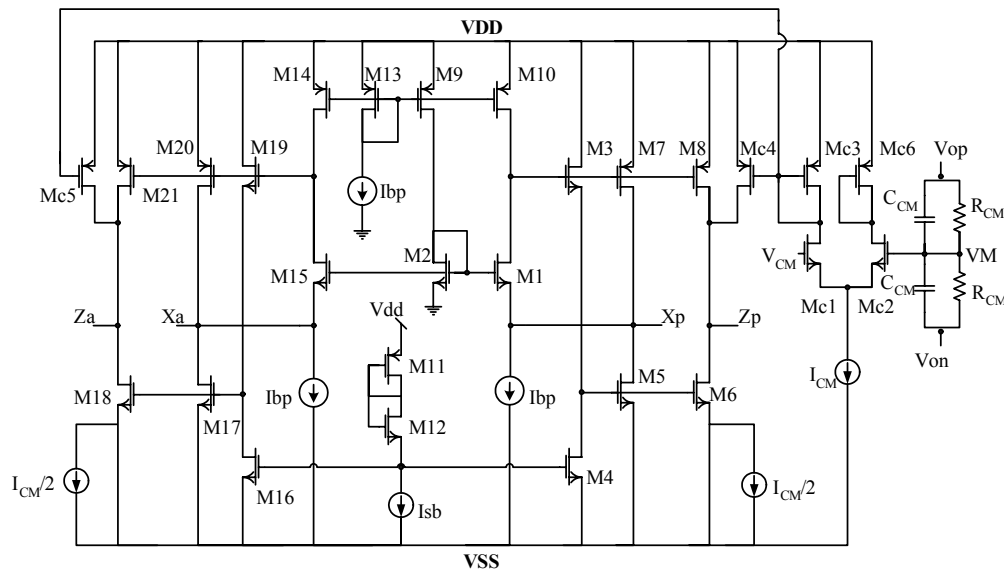 VDD
M14
M13
M9
M10
M20
M19
M3
M7
M8
Mc4
Mc3
Mc6
Vop
Mc5
M21
Ibp
C_CM
R_CM
M15
M2
M1
V_CM
VM
Mc1
Mc2
C_CM
R_CM
Za
Xa
Vdd
Xp
Zp
Von
M11
M18
M17
Ibp
M12
Ibp
M5
M6
I_CM
I_CM/2
M16
Isb
M4
I_CM/2
VSS